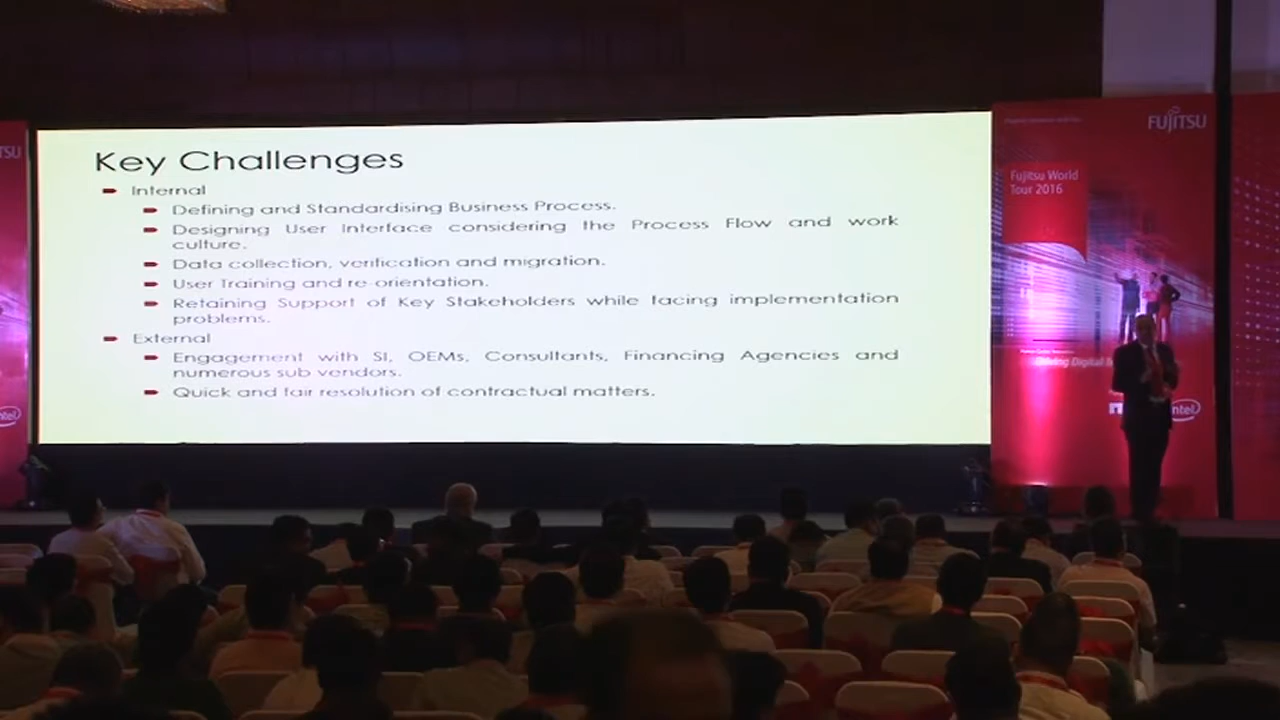 Key Challenges
Internal
Defining and Standardising Business Process.
Designing User Interface considering the Process Flow and work
culture.
Data collection, verification and migration.
User Training and re-orientation.
Retaining Support of Key Stakeholders while facing implementation
problems.
External
Engagement with SI, OEMs, Consultants, Financing Agencies and
numerous sub vendors.
Quick and fair resolution of contractual matters.
FUJITSU
Fujitsu World
Tour 2016
Digital
intel
TSU
intel